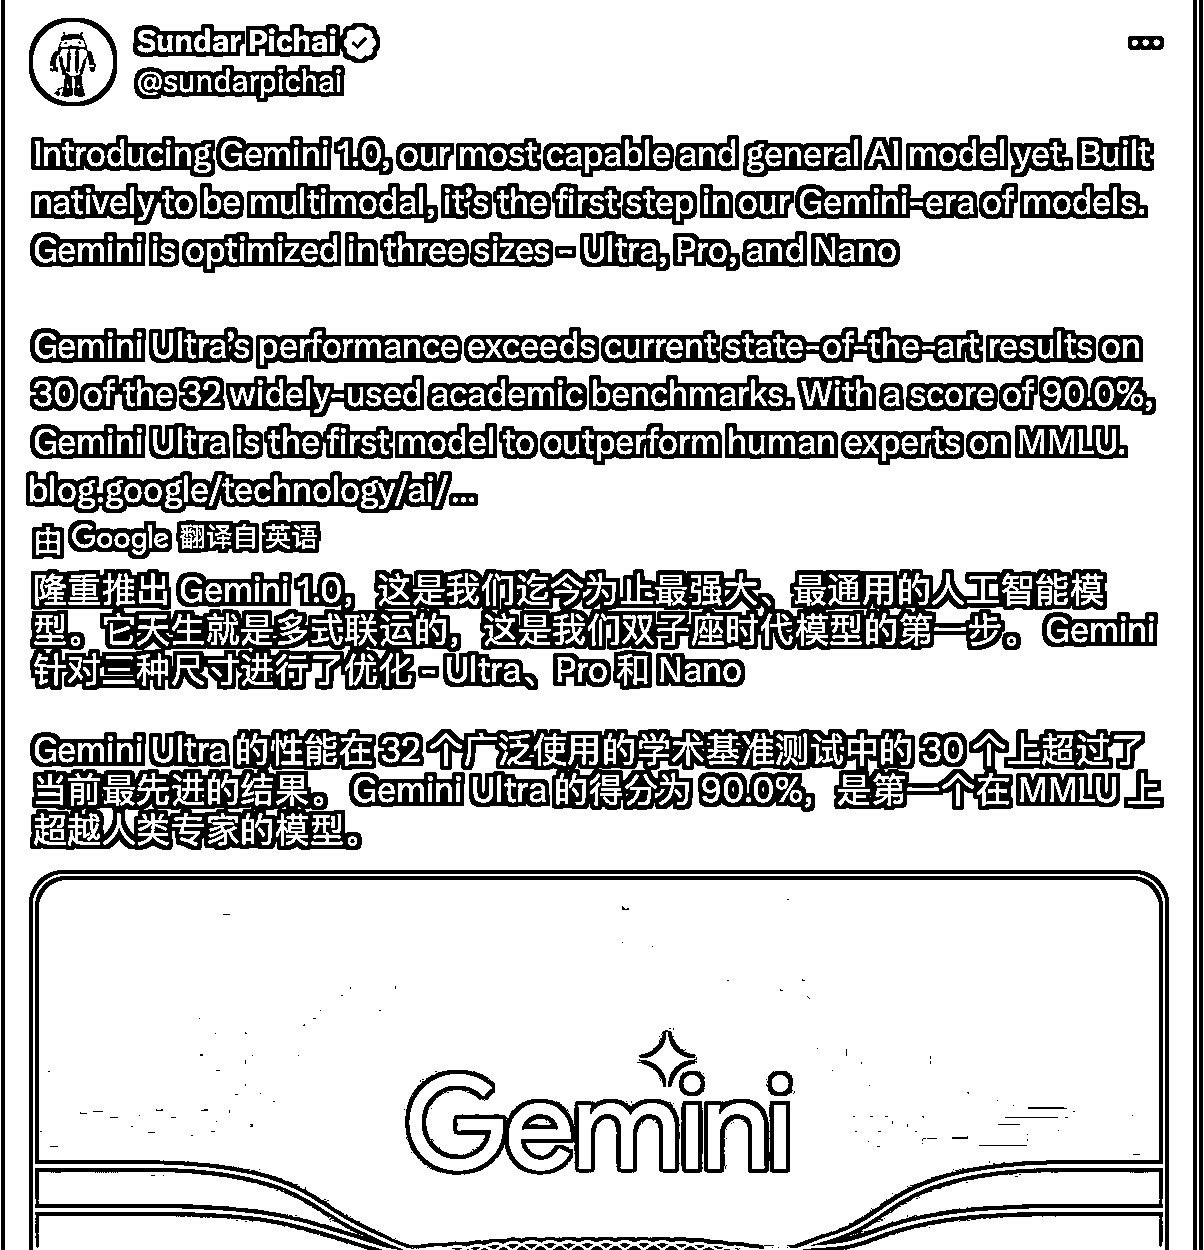 Sundar Pichai
@sundarpichai
Introducing Gemini 1.0, our most capable and general AI model yet. Built
natively to be multimodal, it's the first step in our Gemini-era of models.
Gemini is optimized in three sizes - Ultra, Pro, and Nano
Gemini Ultra's performance exceeds current state-of-the-art results on
30 of the 32 widely-used academic benchmarks. With a score of 90.0%,
Gemini Ultra is the first model to outperform human experts on MMLU.
blog.google/technology/ai/…
由 Google 翻译自英语
隆重推出 Gemini 1.0，这是我们迄今为止最强大、最通用的人工智能模
型。它天生就是多式联运的，这是我们双子座时代模型的第一步。 Gemini
针对三种尺寸进行了优化 - Ultra、Pro 和 Nano
Gemini Ultra 的性能在 32 个广泛使用的学术基准测试中的 30 个上超过了
当前最先进的结果。 Gemini Ultra 的得分为 90.0%，是第一个在 MMLU 上
超越人类专家的模型。
Gemini